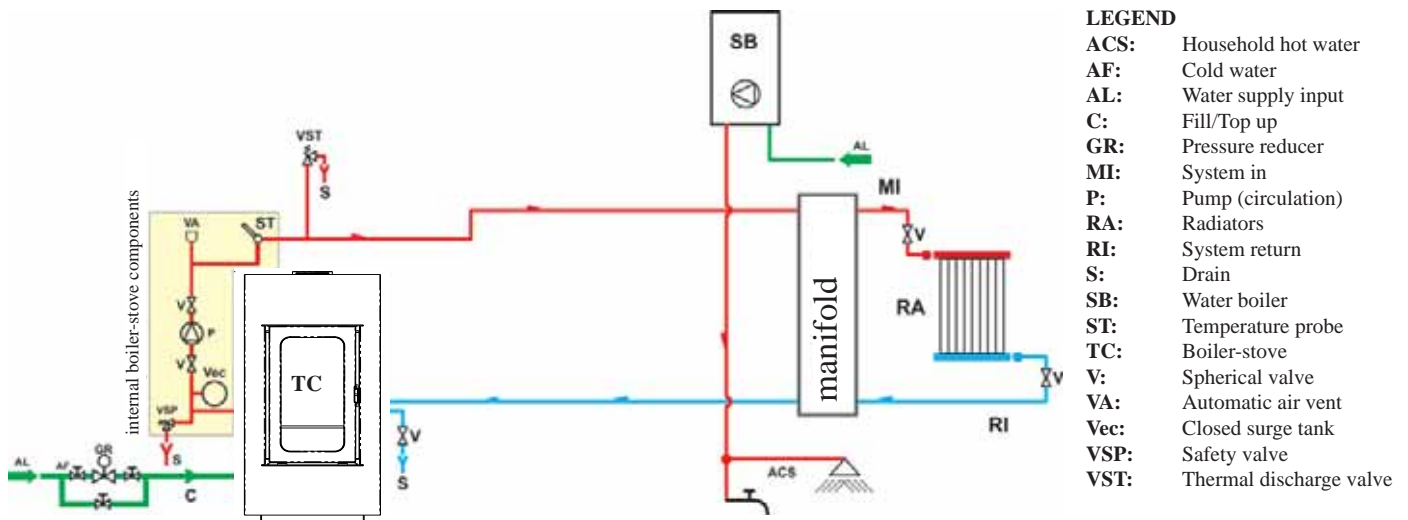 SB
AL
VST
S
MI
V
internal boiler-stove components
VA
ST
V
P
V
Vec
VSP
S
TC
manifold
RA
V
RI
V
S
AL
AF
GR
C
ACS
LEGEND
ACS: Household hot water
AF: Cold water
AL: Water supply input
C: Fill/Top up
GR: Pressure reducer
MI: System in
P: Pump (circulation)
RA: Radiators
RI: System return
S: Drain
SB: Water boiler
ST: Temperature probe
TC: Boiler-stove
V: Spherical valve
VA: Automatic air vent
Vec: Closed surge tank
VSP: Safety valve
VST: Thermal discharge valve